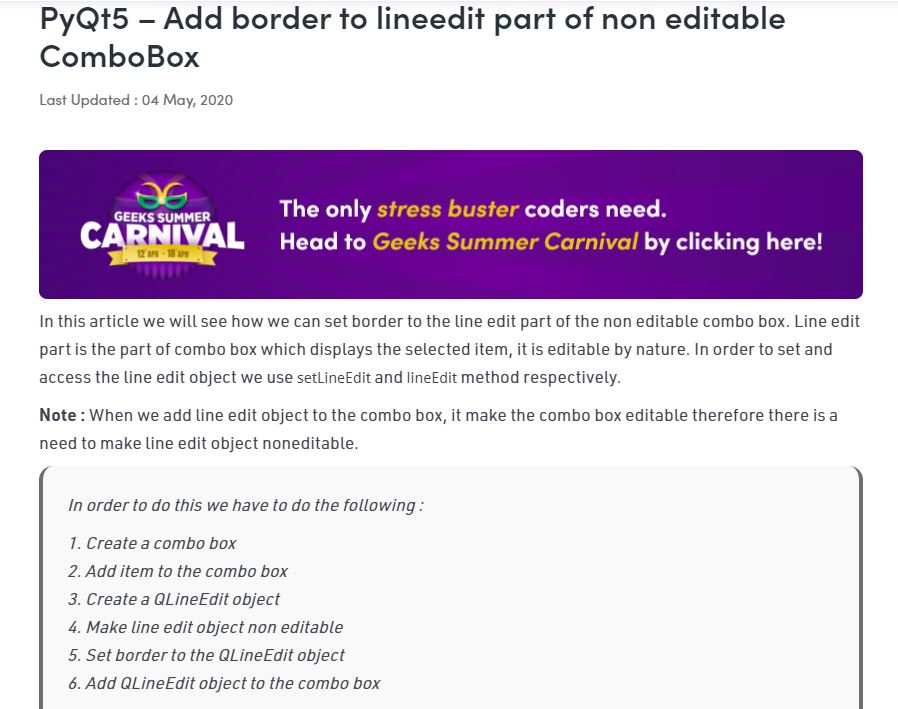 PyQt5 – Add border to lineedit part of non editable
ComboBox
Last Updated : 04 May, 2020
GEEKS SUMMER
CARNIVAL
12 APR - 18 APR
The only stress buster coders need.
Head to Geeks Summer Carnival by clicking here!
In this article we will see how we can set border to the line edit part of the non editable combo box. Line edit
part is the part of combo box which displays the selected item, it is editable by nature. In order to set and
access the line edit object we use setLineEdit and lineEdit method respectively.
Note : When we add line edit object to the combo box, it make the combo box editable therefore there is a
need to make line edit object noneditable.
In order to do this we have to do the following :
1. Create a combo box
2. Add item to the combo box
3. Create a QLineEdit object
4. Make line edit object non editable
5. Set border to the QLineEdit object
6. Add QLineEdit object to the combo box